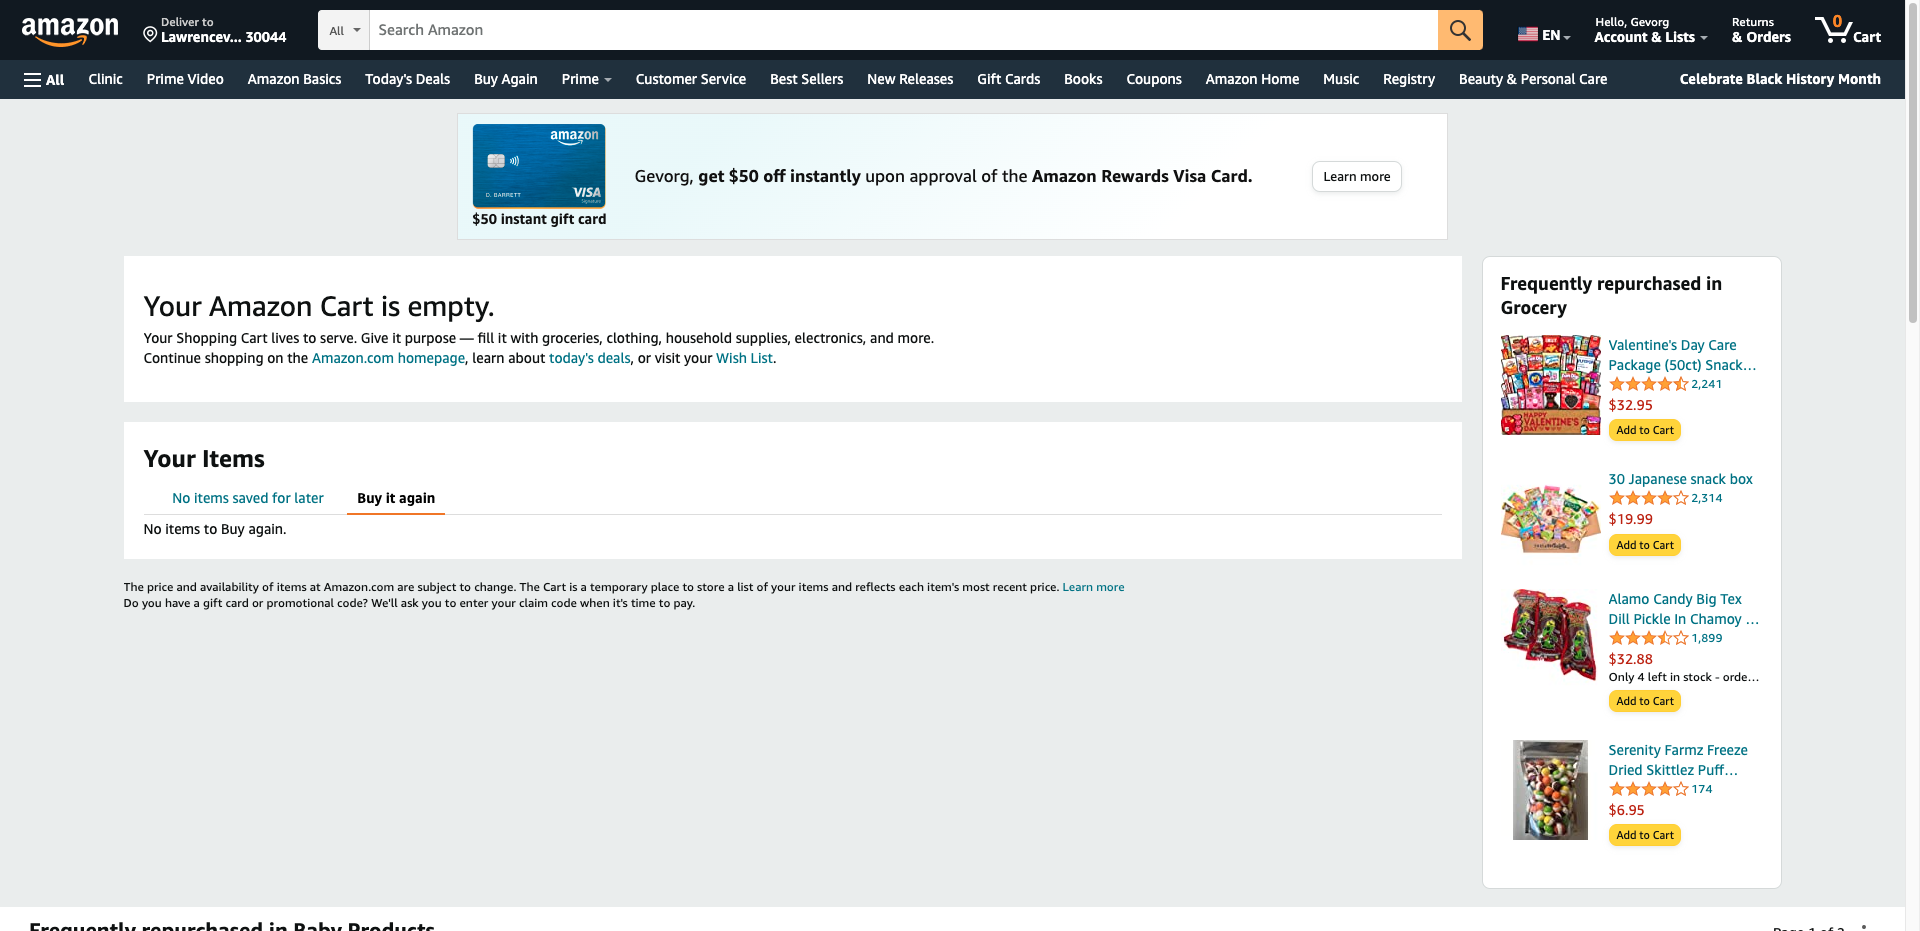 amazon
Deliver to
Lawrencev... 30044
All
Search Amazon
EN
Hello, Gevorg
Account & Lists
Returns
& Orders
0
Cart
All
Clinic
Prime Video
Amazon Basics
Today's Deals
Buy Again
Prime
Customer Service
Best Sellers
New Releases
Gift Cards
Books
Coupons
Amazon Home
Music
Registry
Beauty & Personal Care
Celebrate Black History Month
amazon
D. BARRETT
VISA
Signature
$50 instant gift card
Gevorg, get $50 off instantly upon approval of the Amazon Rewards Visa Card.
Learn more
Your Amazon Cart is empty.
Your Shopping Cart lives to serve. Give it purpose — fill it with groceries, clothing, household supplies, electronics, and more.
Continue shopping on the Amazon.com homepage, learn about today's deals, or visit your Wish List.
Your Items
No items saved for later
Buy it again
No items to Buy again.
The price and availability of items at Amazon.com are subject to change. The Cart is a temporary place to store a list of your items and reflects each item's most recent price. Learn more
Do you have a gift card or promotional code? We'll ask you to enter your claim code when it's time to pay.
Frequently repurchased in
Grocery
HAPPY
VALENTINE'S
DAY
Valentine's Day Care
Package (50ct) Snack…
2,241
$32.95
Add to Cart
30 Japanese snack box
2,314
$19.99
Add to Cart
Alamo Candy Big Tex
Dill Pickle In Chamoy …
1,899
$32.88
Only 4 left in stock - orde…
Add to Cart
Serenity Farmz Freeze
Dried Skittlez Puff…
174
$6.95
Add to Cart
Frequently repurchased in Baby Products